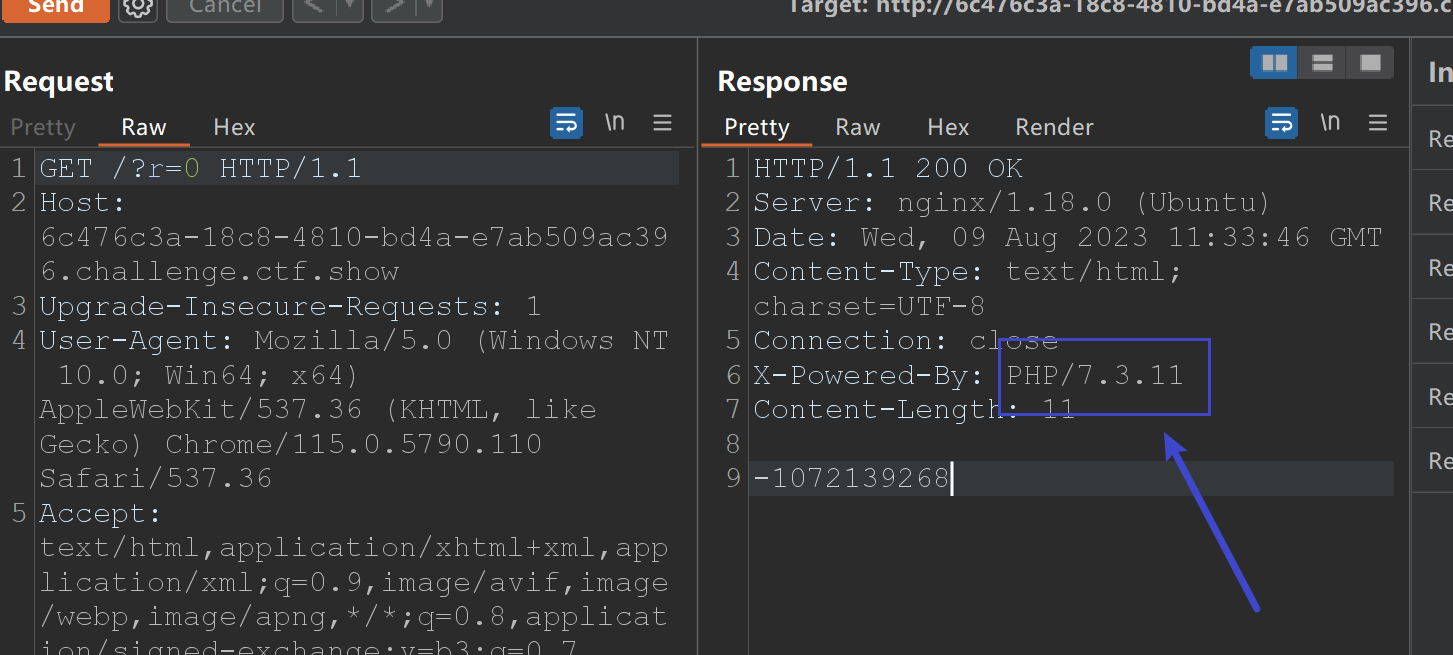 Send
Cancel
Target: http://6c476c3a-18c8-4810-bd4a-e7ab509ac396.c
Request
Pretty Raw Hex \n
1 GET /?r=0 HTTP/1.1
2 Host:
6c476c3a-18c8-4810-bd4a-e7ab509ac39
6.challenge.ctf.show
3 Upgrade-Insecure-Requests: 1
4 User-Agent: Mozilla/5.0 (Windows NT
10.0; Win64; x64)
AppleWebKit/537.36 (KHTML, like
Gecko) Chrome/115.0.5790.110
Safari/537.36
5 Accept:
text/html,application/xhtml+xml,app
lication/xml;q=0.9,image/avif,image
/webp,image/apng,*/*;q=0.8,applicat
ion/signed-exchange;v=b3;q=0.7
Response
Pretty Raw Hex Render \n
1 HTTP/1.1 200 OK
2 Server: nginx/1.18.0 (Ubuntu)
3 Date: Wed, 09 Aug 2023 11:33:46 GMT
4 Content-Type: text/html;
charset=UTF-8
5 Connection: close
6 X-Powered-By: PHP/7.3.11
7 Content-Length: 11
8
9 -1072139268
In
Re
Re
Re
Re
Re
Re